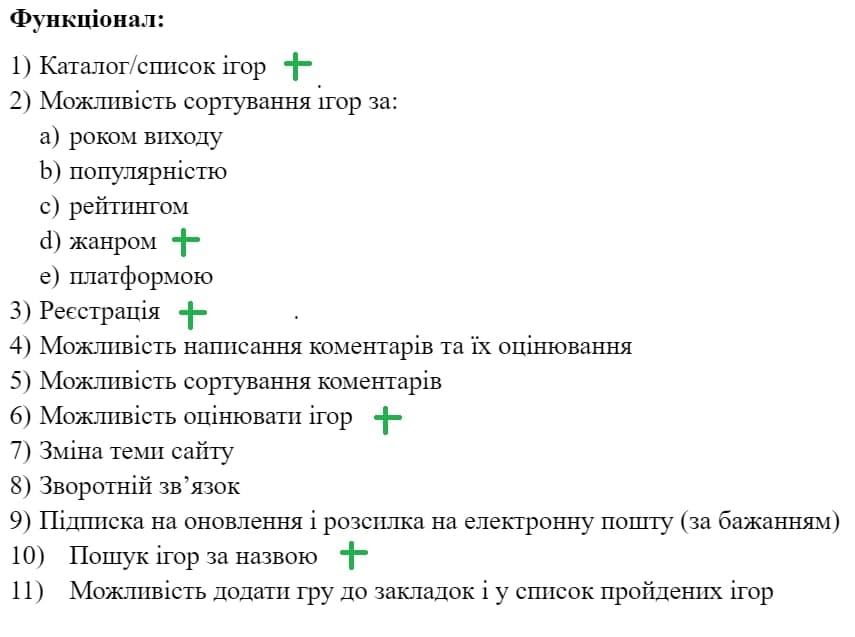 Функціонал:
1) Каталог/список ігор
2) Можливість сортування ігор за:
a) роком виходу
b) популярністю
c) рейтингом
d) жанром
e) платформою
3) Реєстрація
4) Можливість написання коментарів та їх оцінювання
5) Можливість сортування коментарів
6) Можливість оцінювати ігор
7) Зміна теми сайту
8) Зворотній зв’язок
9) Підписка на оновлення і розсилка на електронну пошту (за бажанням)
10) Пошук ігор за назвою
11) Можливість додати гру до закладок і у список пройдених ігор